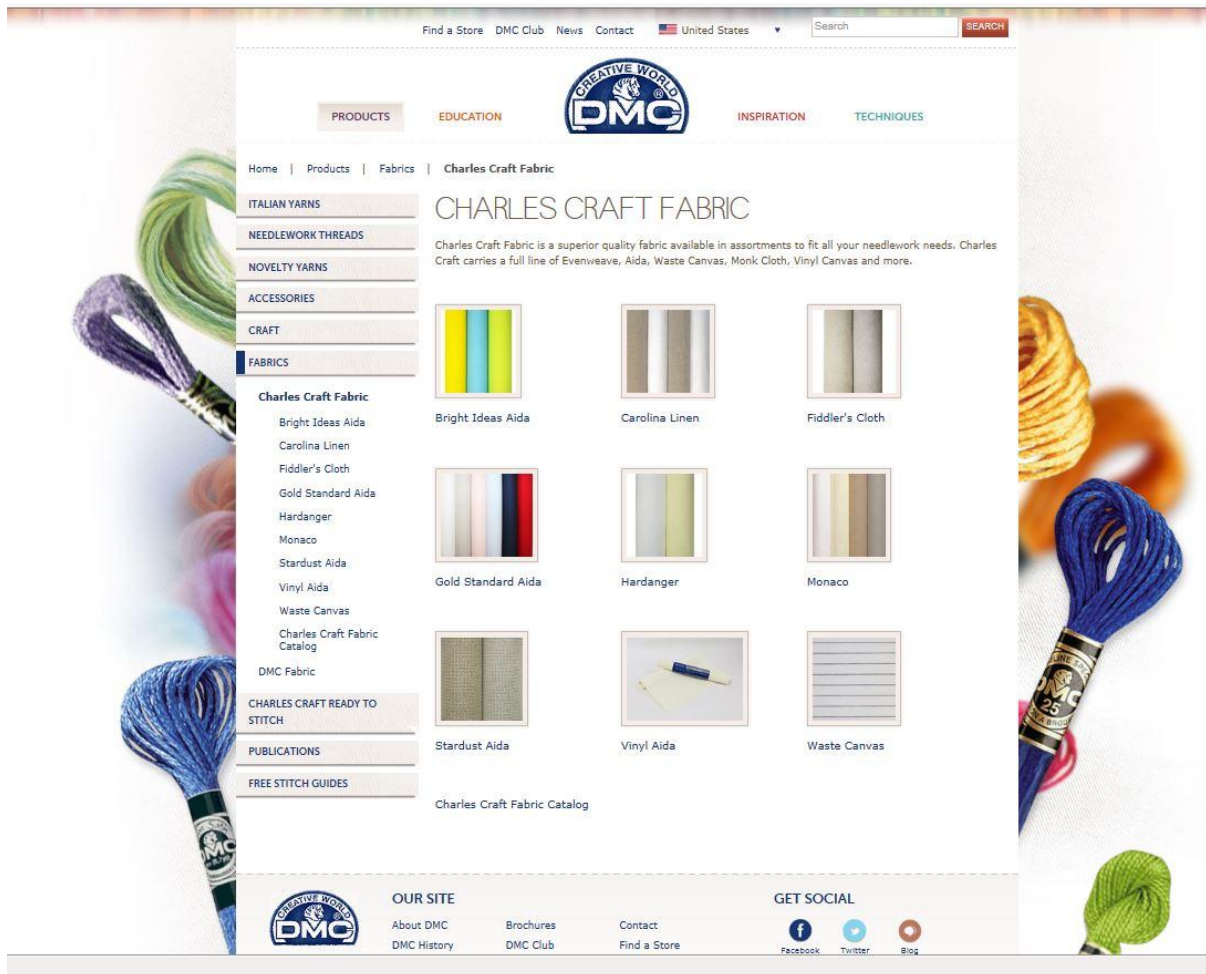 Find a Store DMC Club News Contact United States Search SEARCH
CREATIVE WORLD
DMC
PRODUCTS EDUCATION INSPIRATION TECHNIQUES
Home | Products | Fabrics | Charles Craft Fabric
ITALIAN YARNS
NEEDLEWORK THREADS
NOVELTY YARNS
ACCESSORIES
CRAFT
FABRICS
Charles Craft Fabric
Bright Ideas Aida
Carolina Linen
Fiddler's Cloth
Gold Standard Aida
Hardanger
Monaco
Stardust Aida
Vinyl Aida
Waste Canvas
Charles Craft Fabric
Catalog
DMC Fabric
CHARLES CRAFT READY TO
STITCH
PUBLICATIONS
FREE STITCH GUIDES
CHARLES CRAFT FABRIC
Charles Craft Fabric is a superior quality fabric available in assortments to fit all your needlework needs. Charles
Craft carries a full line of Evenweave, Aida, Waste Canvas, Monk Cloth, Vinyl Canvas and more.
Bright Ideas Aida Carolina Linen Fiddler's Cloth
Gold Standard Aida Hardanger Monaco
Stardust Aida Vinyl Aida Waste Canvas
Charles Craft Fabric Catalog
DMC
25
DMC
CREATIVE WORLD
DMC
OUR SITE
About DMC Brochures Contact
DMC History DMC Club Find a Store
GET SOCIAL
Facebook Twitter Blog